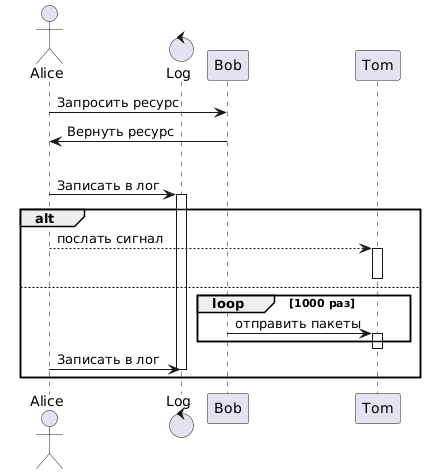 Alice
Log
Bob
Tom
Запросить ресурс
Вернуть ресурс
Записать в лог
alt
послать сигнал
loop [1000 раз]
отправить пакеты
Записать в лог
Alice
Log
Bob
Tom